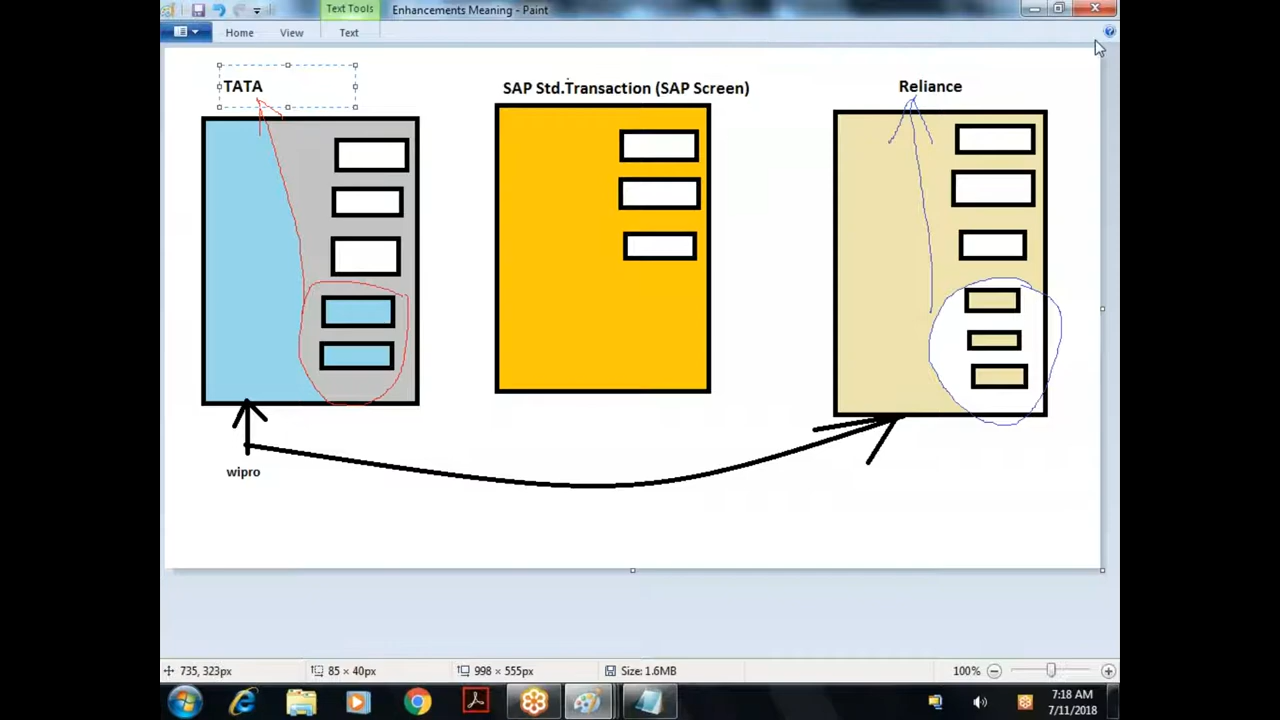 Text Tools
Enhancements Meaning - Paint
Home
View
Text
TATA
SAP Std.Transaction (SAP Screen)
Reliance
wipro
735, 323px
85 × 40px
998 × 555px
Size: 1.6MB
100%
7:18 AM
7/11/2018